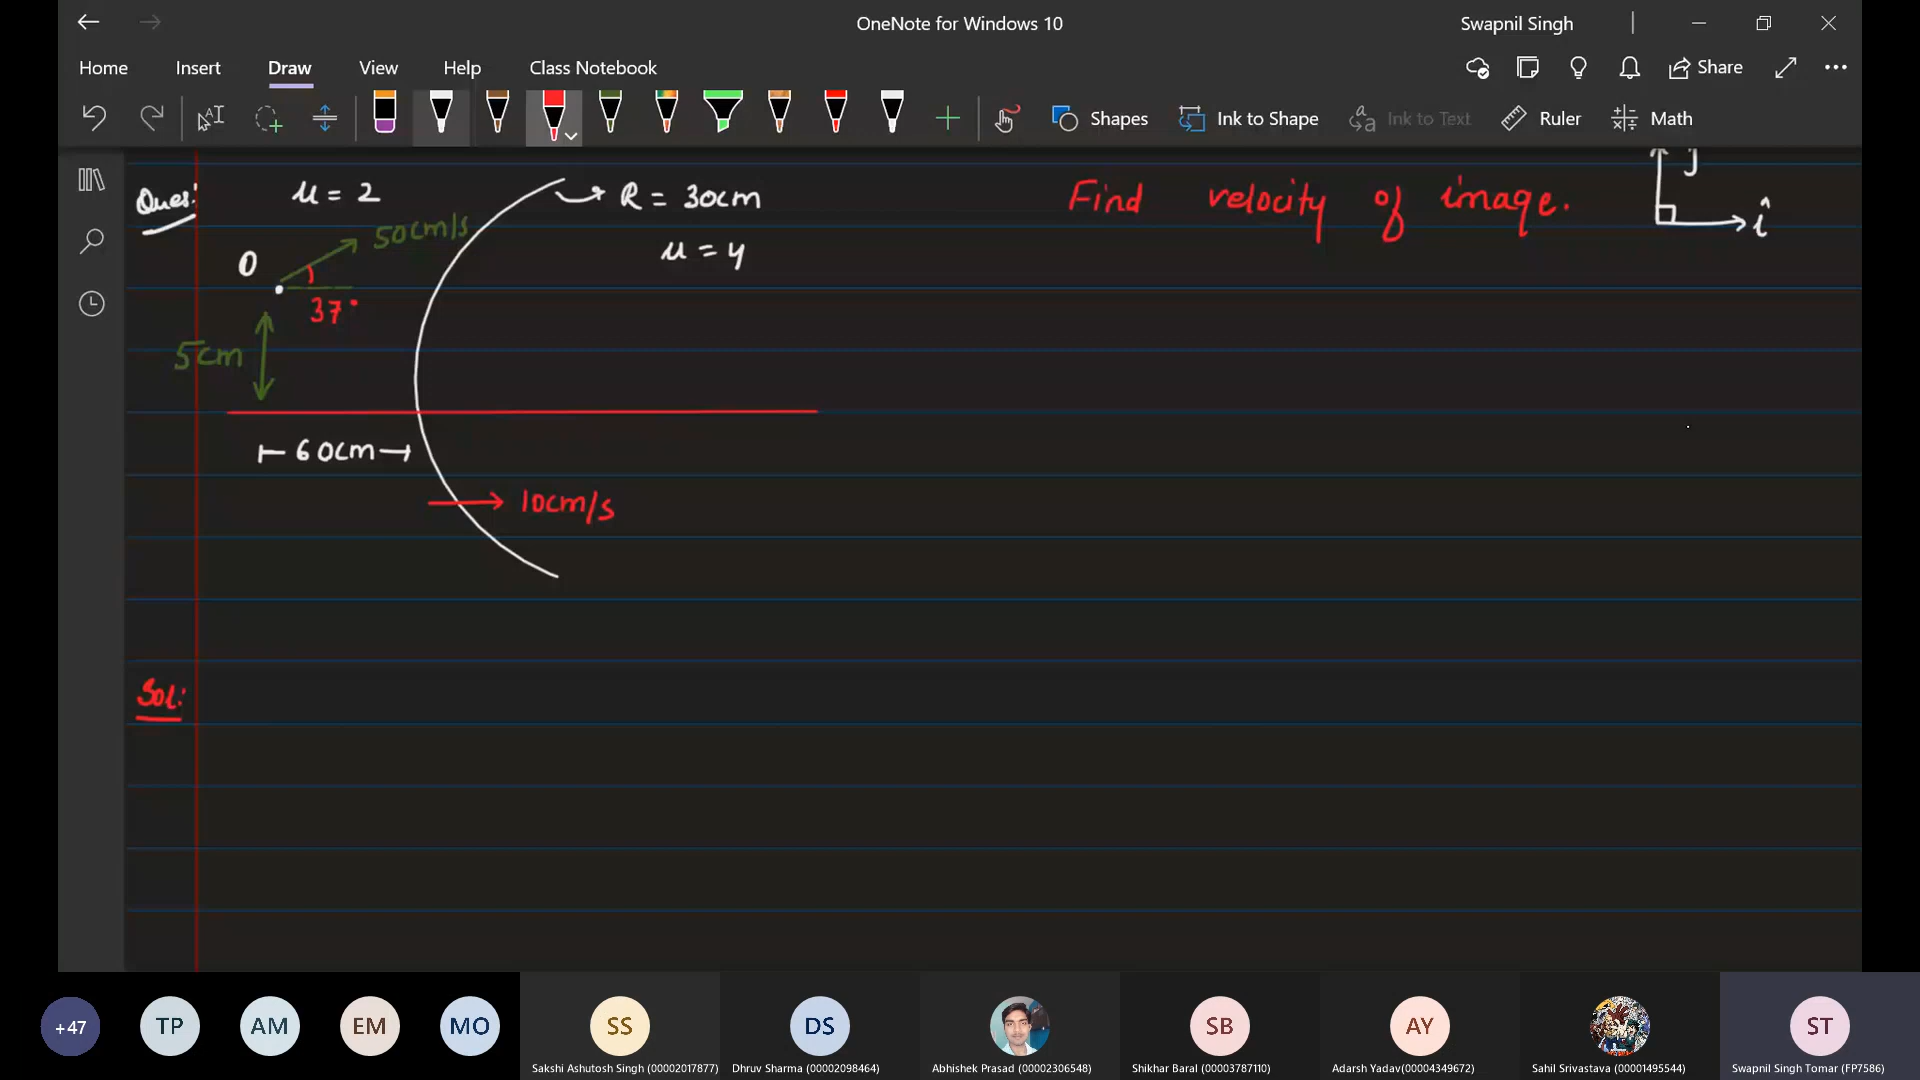 OneNote for Windows 10
Swapnil Singh
Home Insert Draw View Help Class Notebook
Share
Shapes Ink to Shape Ink to Text Ruler Math
Ques:
μ = 2
R = 30cm
Find velocity of image.
j
î
50cm/s
μ = 4
O
37°
5cm
60cm
10cm/s
Sol:
+47 TP AM EM MO SS DS SB AY ST
Sakshi Ashutosh Singh (00002017877) Dhruv Sharma (00002098464) Abhishek Prasad (00002306548) Shikhar Baral (00003787110) Adarsh Yadav(00004349672) Sahil Srivastava (00001495544) Swapnil Singh Tomar (FP7586)